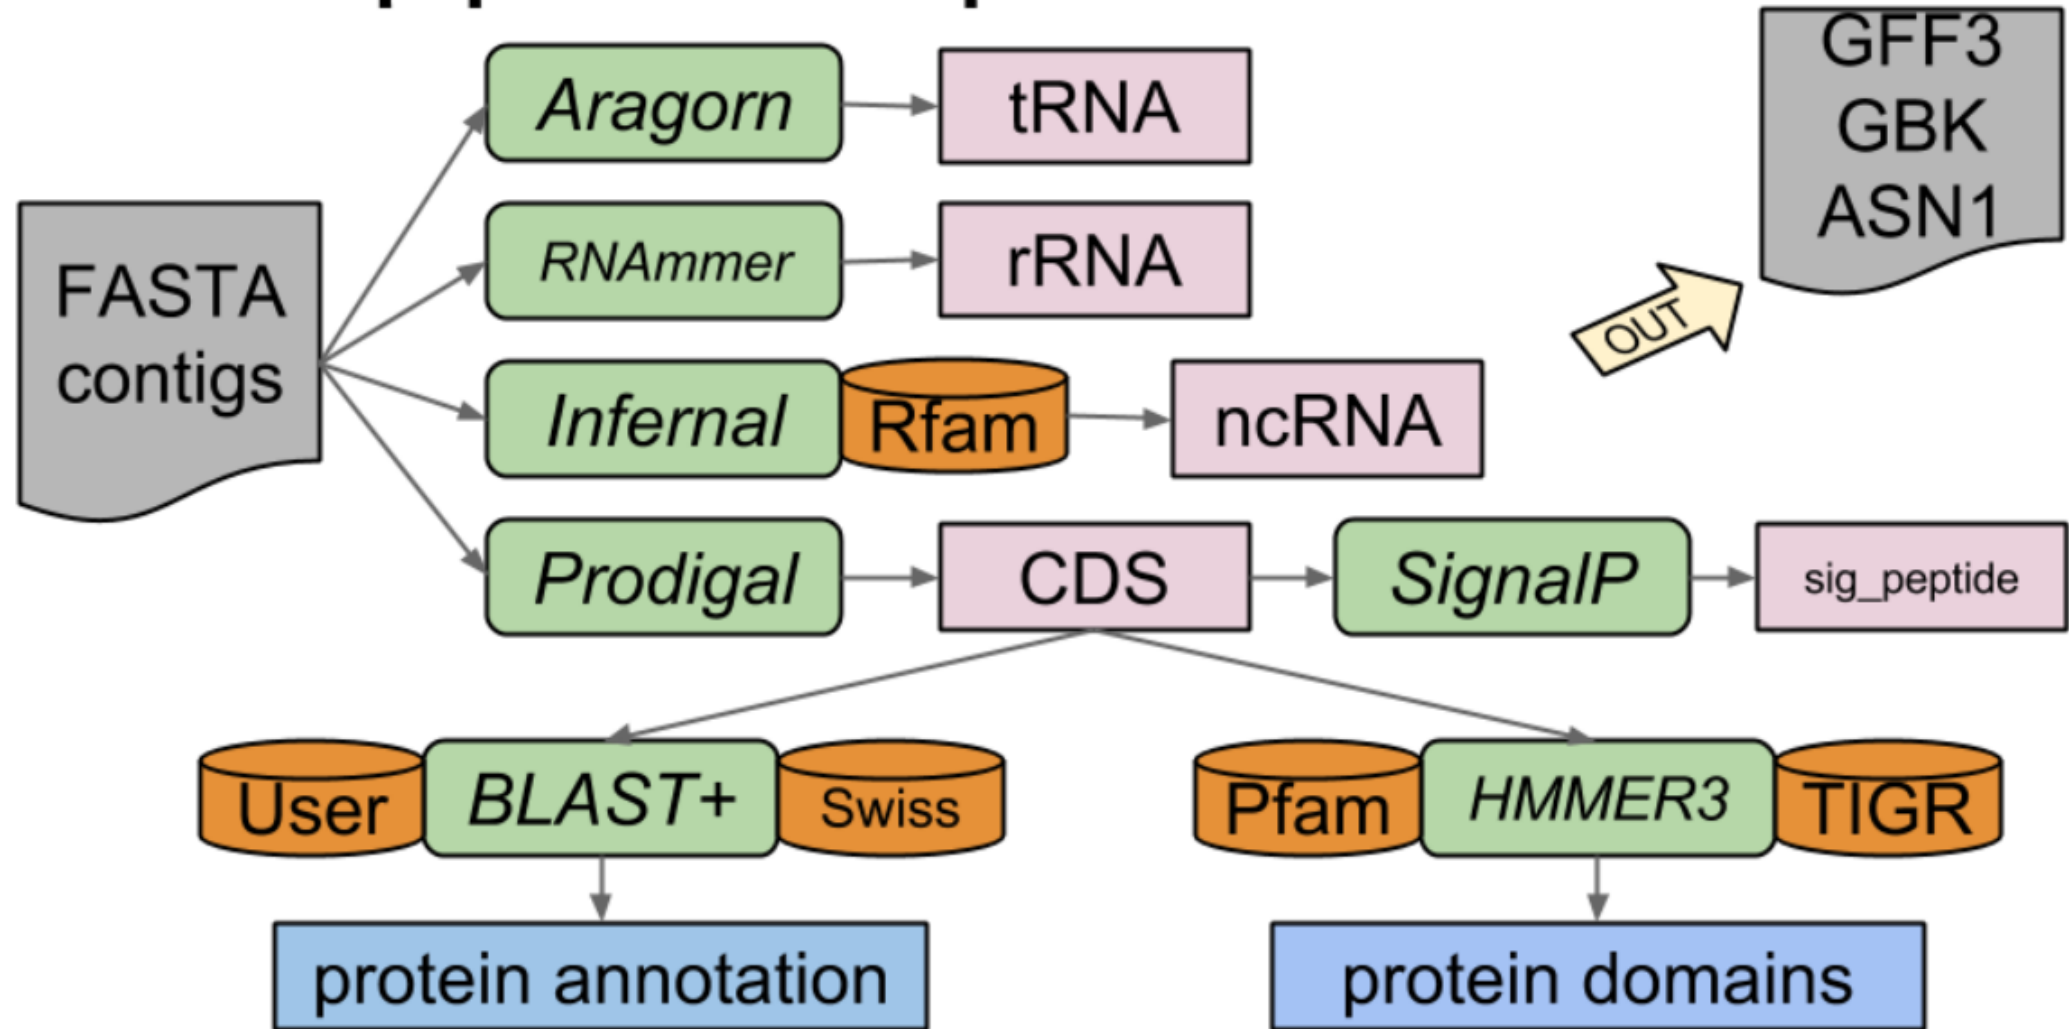 GFF3
GBK
ASN1
Aragorn
tRNA
FASTA
contigs
RNAmmer
rRNA
OUT
Infernal
Rfam
ncRNA
Prodigal
CDS
SignalP
sig_peptide
User
BLAST+
Swiss
Pfam
HMMER3
TIGR
protein annotation
protein domains